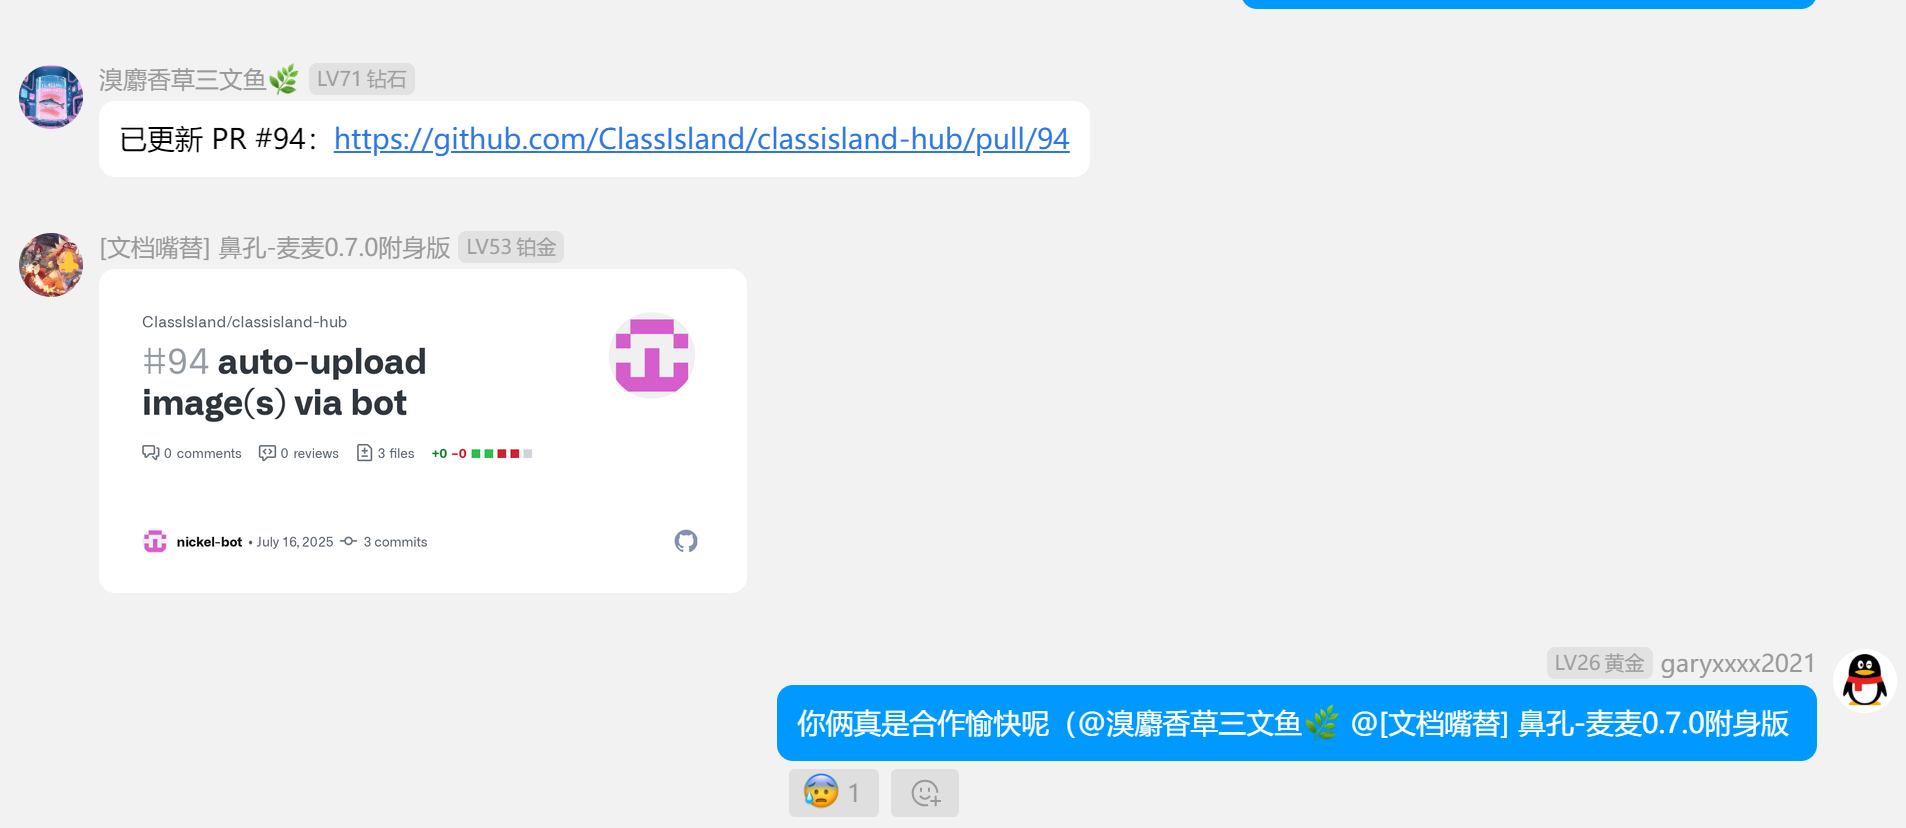 溴麝香草三文鱼🌿 LV71 钻石
已更新 PR #94：https://github.com/ClassIsland/classisland-hub/pull/94
[文档嘴替] 鼻孔-麦麦0.7.0附身版 LV53 铂金
ClassIsland/classisland-hub
#94 auto-upload
image(s) via bot
0 comments 0 reviews 3 files +0 −0
nickel-bot • July 16, 2025 3 commits
LV26 黄金 garyxxxx2021
你俩真是合作愉快呢（@溴麝香草三文鱼🌿 @[文档嘴替] 鼻孔-麦麦0.7.0附身版
😰 1